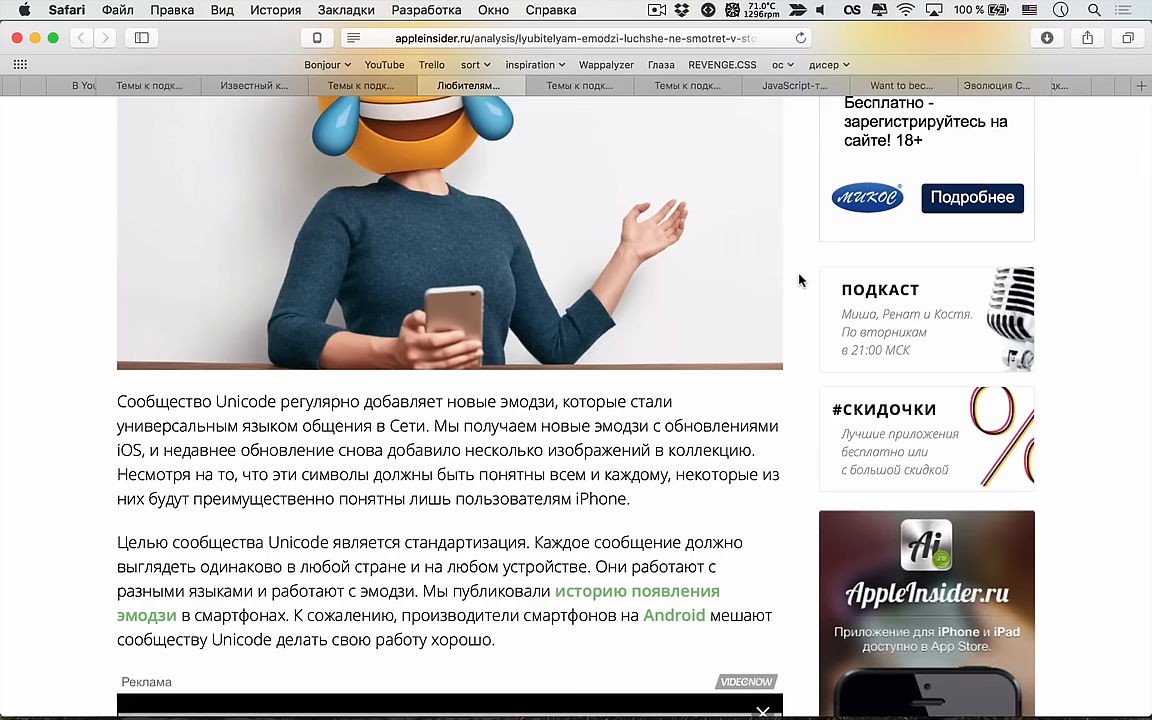 Safari Файл Правка Вид История Закладки Разработка Окно Справка
71.0°C
1296rpm
100 %
appleinsider.ru/analysis/lyubitelyam-emodzi-luchshe-ne-smotret-v-sto
Bonjour YouTube Trello sort inspiration Wappalyzer Глаза REVENGE.CSS ос дисер
В You Темы к подк... Известный к... Темы к подк... Любителям... Темы к подк... Темы к подк... JavaScript-т... Want to bec... Эволюция С... дк...
Бесплатно -
зарегистрируйтесь на
сайте! 18+
МИКОС Подробнее
ПОДКАСТ
Миша, Ренат и Костя.
По вторникам
в 21:00 МСК
#СКИДОЧКИ
Лучшие приложения
бесплатно или
с большой скидкой
Сообщество Unicode регулярно добавляет новые эмодзи, которые стали
универсальным языком общения в Сети. Мы получаем новые эмодзи с обновлениями
iOS, и недавнее обновление снова добавило несколько изображений в коллекцию.
Несмотря на то, что эти символы должны быть понятны всем и каждому, некоторые из
них будут преимущественно понятны лишь пользователям iPhone.
Целью сообщества Unicode является стандартизация. Каждое сообщение должно
выглядеть одинаково в любой стране и на любом устройстве. Они работают с
разными языками и работают с эмодзи. Мы публиковали историю появления
эмодзи в смартфонах. К сожалению, производители смартфонов на Android мешают
сообществу Unicode делать свою работу хорошо.
Ai
AppleInsider.ru
Приложение для iPhone и iPad
доступно в App Store.
Реклама VIDEONOW